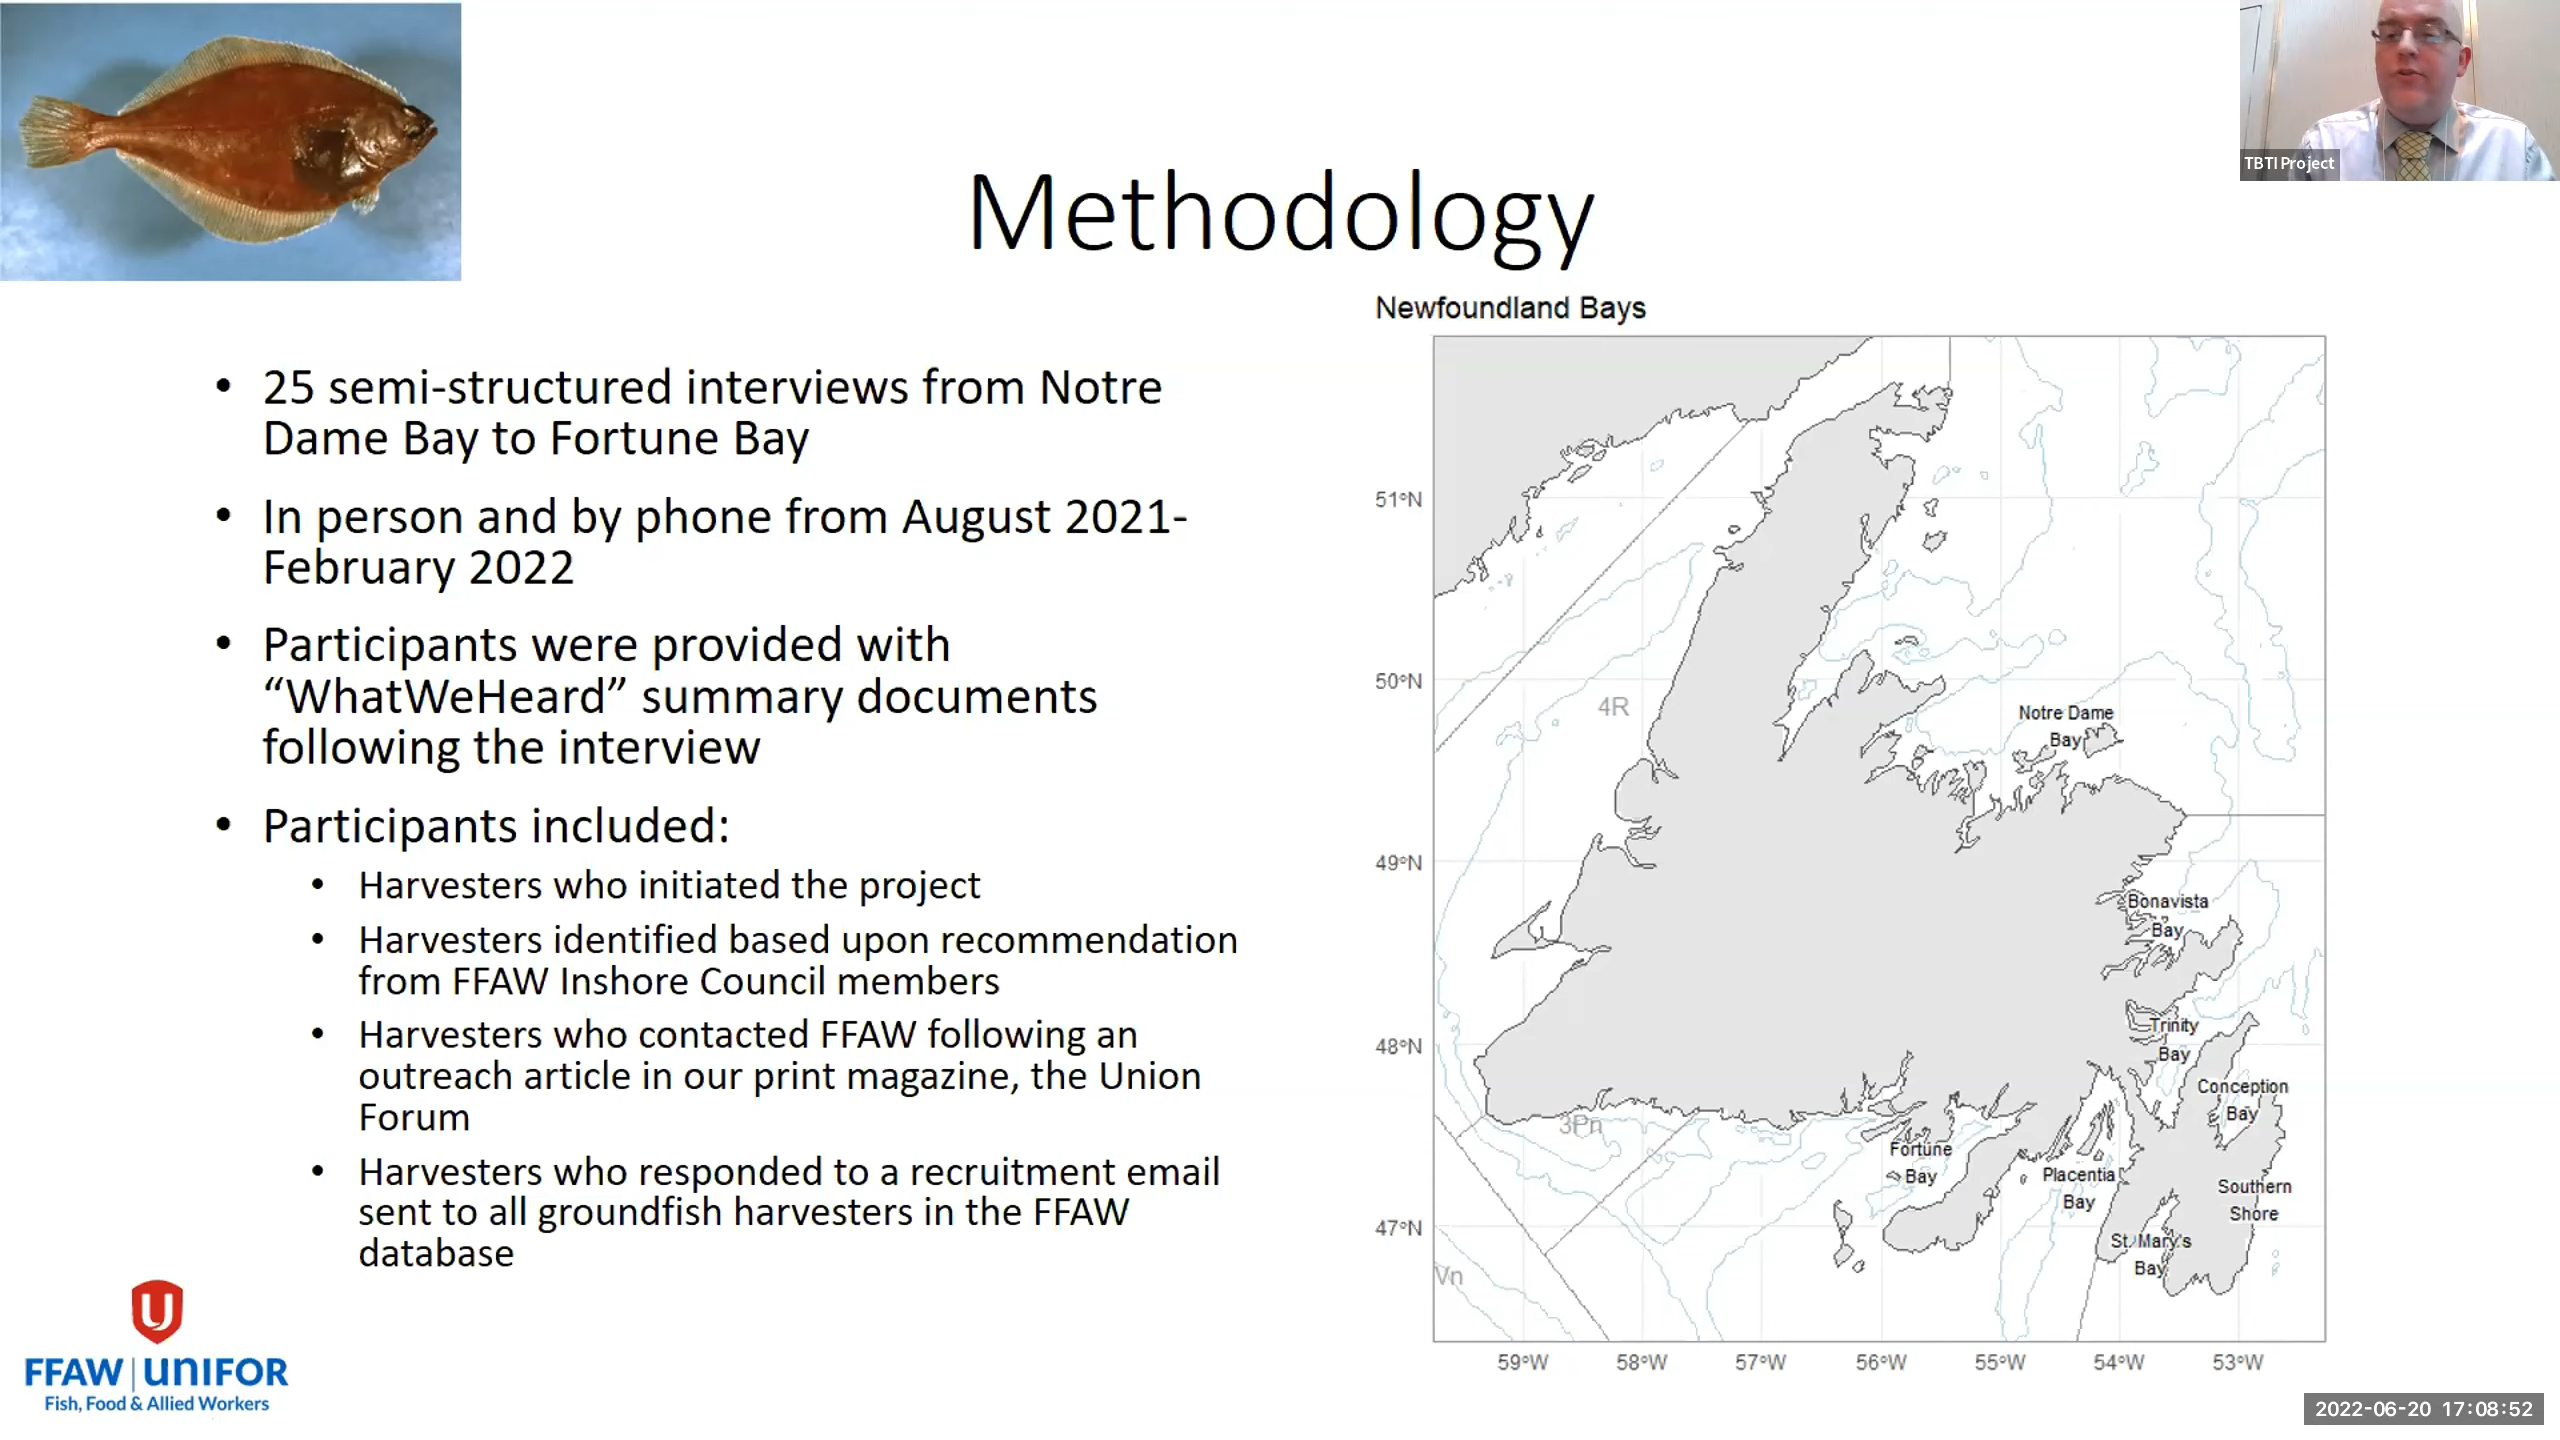 TBTI Project
Methodology
• 25 semi-structured interviews from Notre
Dame Bay to Fortune Bay
• In person and by phone from August 2021-
February 2022
• Participants were provided with
“WhatWeHeard” summary documents
following the interview
• Participants included:
• Harvesters who initiated the project
• Harvesters identified based upon recommendation
from FFAW Inshore Council members
• Harvesters who contacted FFAW following an
outreach article in our print magazine, the Union
Forum
• Harvesters who responded to a recruitment email
sent to all groundfish harvesters in the FFAW
database
Newfoundland Bays
51°N
50°N
49°N
48°N
47°N
4R
3Pn
Vn
Notre Dame
Bay
Bonavista
Bay
Trinity
Bay
Conception
Bay
Fortune
Bay
Placentia
Bay
Southern
Shore
St. Mary's
Bay
59°W 58°W 57°W 56°W 55°W 54°W 53°W
U
FFAW | UNIFOR
Fish, Food & Allied Workers
2022-06-20 17:08:52